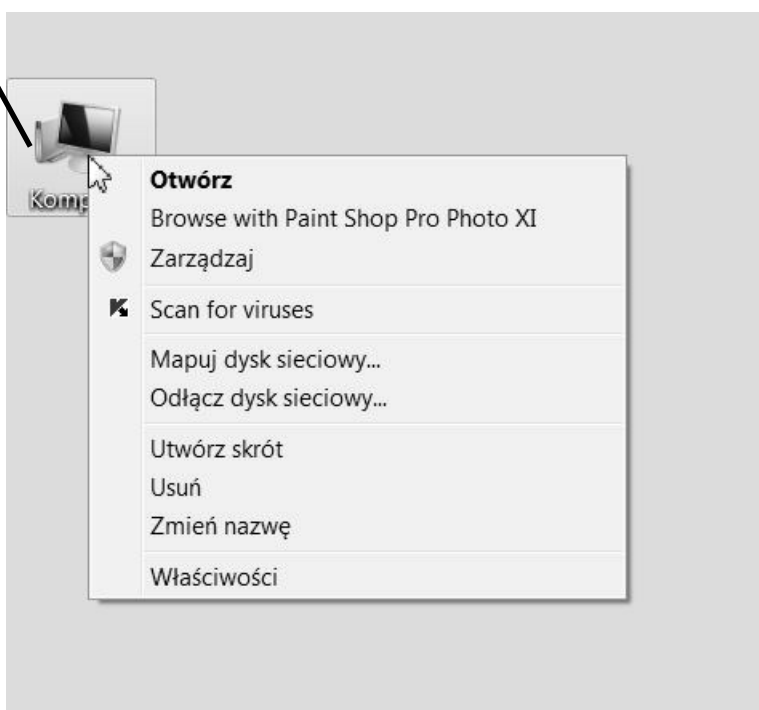 Otwórz
Browse with Paint Shop Pro Photo XI
Zarządzaj
Scan for viruses
Mapuj dysk sieciowy...
Odłącz dysk sieciowy...
Utwórz skrót
Usuń
Zmień nazwę
Właściwości